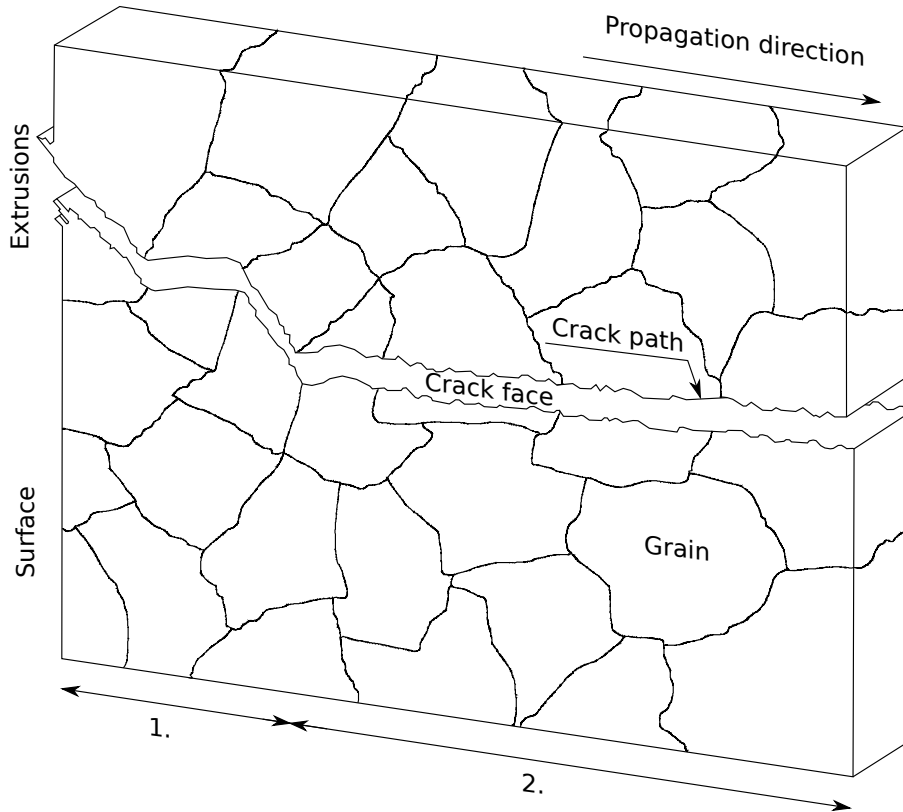 Propagation direction
Extrusions
Crack path
Crack face
Surface
Grain
1.
2.